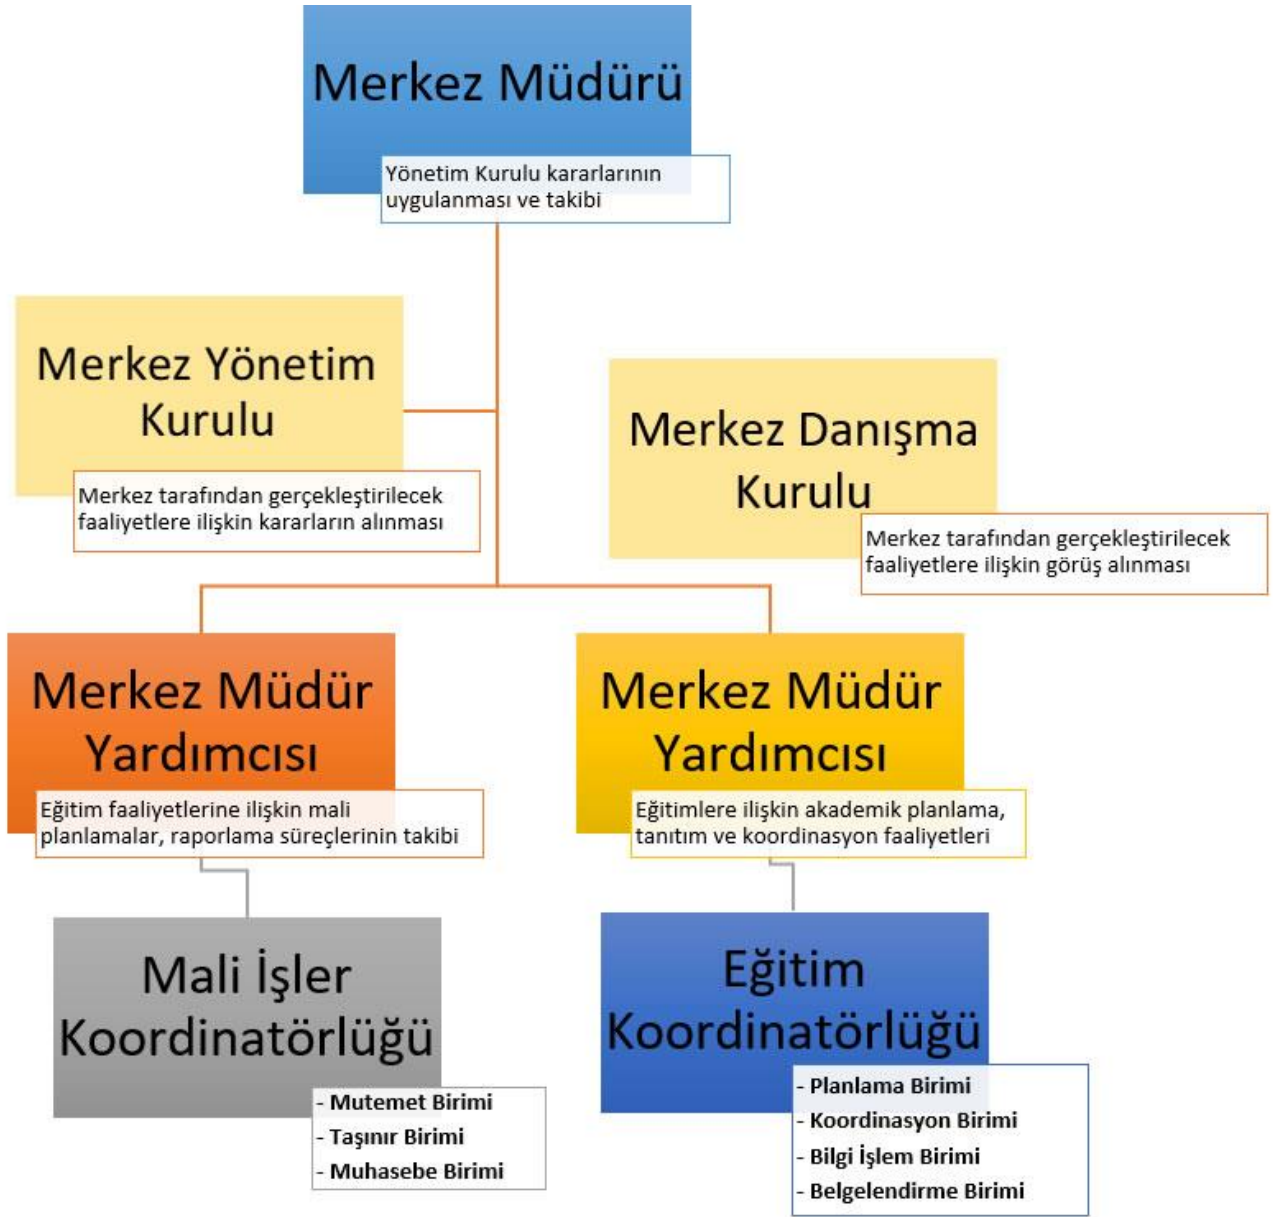 Merkez Müdürü
Yönetim Kurulu kararlarının
uygulanması ve takibi
Merkez Yönetim
Kurulu
Merkez tarafından gerçekleştirilecek
faaliyetlere ilişkin kararların alınması
Merkez Danışma
Kurulu
Merkez tarafından gerçekleştirilecek
faaliyetlere ilişkin görüş alınması
Merkez Müdür
Yardımcısı
Eğitim faaliyetlerine ilişkin mali
planlamalar, raporlama süreçlerinin takibi
Merkez Müdür
Yardımcısı
Eğitimlere ilişkin akademik planlama,
tanıtım ve koordinasyon faaliyetleri
Mali İşler
Koordinatörlüğü
- Mutemet Birimi
- Taşınır Birimi
- Muhasebe Birimi
Eğitim
Koordinatörlüğü
- Planlama Birimi
- Koordinasyon Birimi
- Bilgi İşlem Birimi
- Belgelendirme Birimi